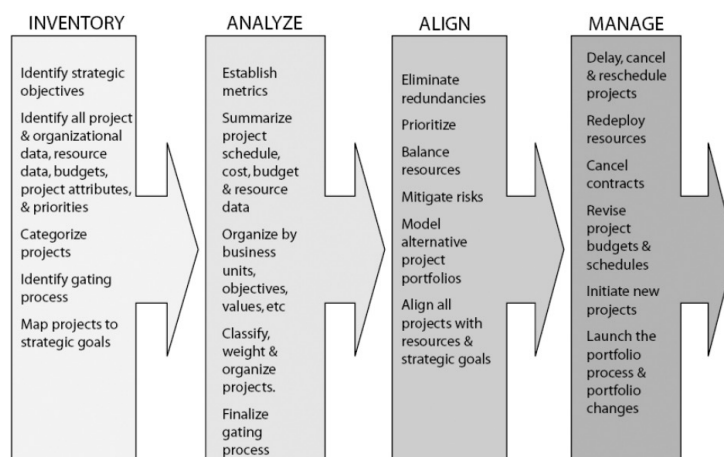 INVENTORY
Identify strategic
objectives
Identify all project
& organizational
data, resource
data, budgets,
project attributes,
& priorities
Categorize
projects
Identify gating
process
Map projects to
strategic goals
ANALYZE
Establish
metrics
Summarize
project
schedule,
cost, budget
& resource
data
Organize by
business
units,
objectives,
values, etc
Classify,
weight &
organize
projects.
Finalize
gating
process
ALIGN
Eliminate
redundancies
Prioritize
Balance
resources
Mitigate risks
Model
alternative
project
portfolios
Align all
projects with
resources &
strategic goals
MANAGE
Delay, cancel
& reschedule
projects
Redeploy
resources
Cancel
contracts
Revise
project
budgets &
schedules
Initiate new
projects
Launch the
portfolio
process &
portfolio
changes